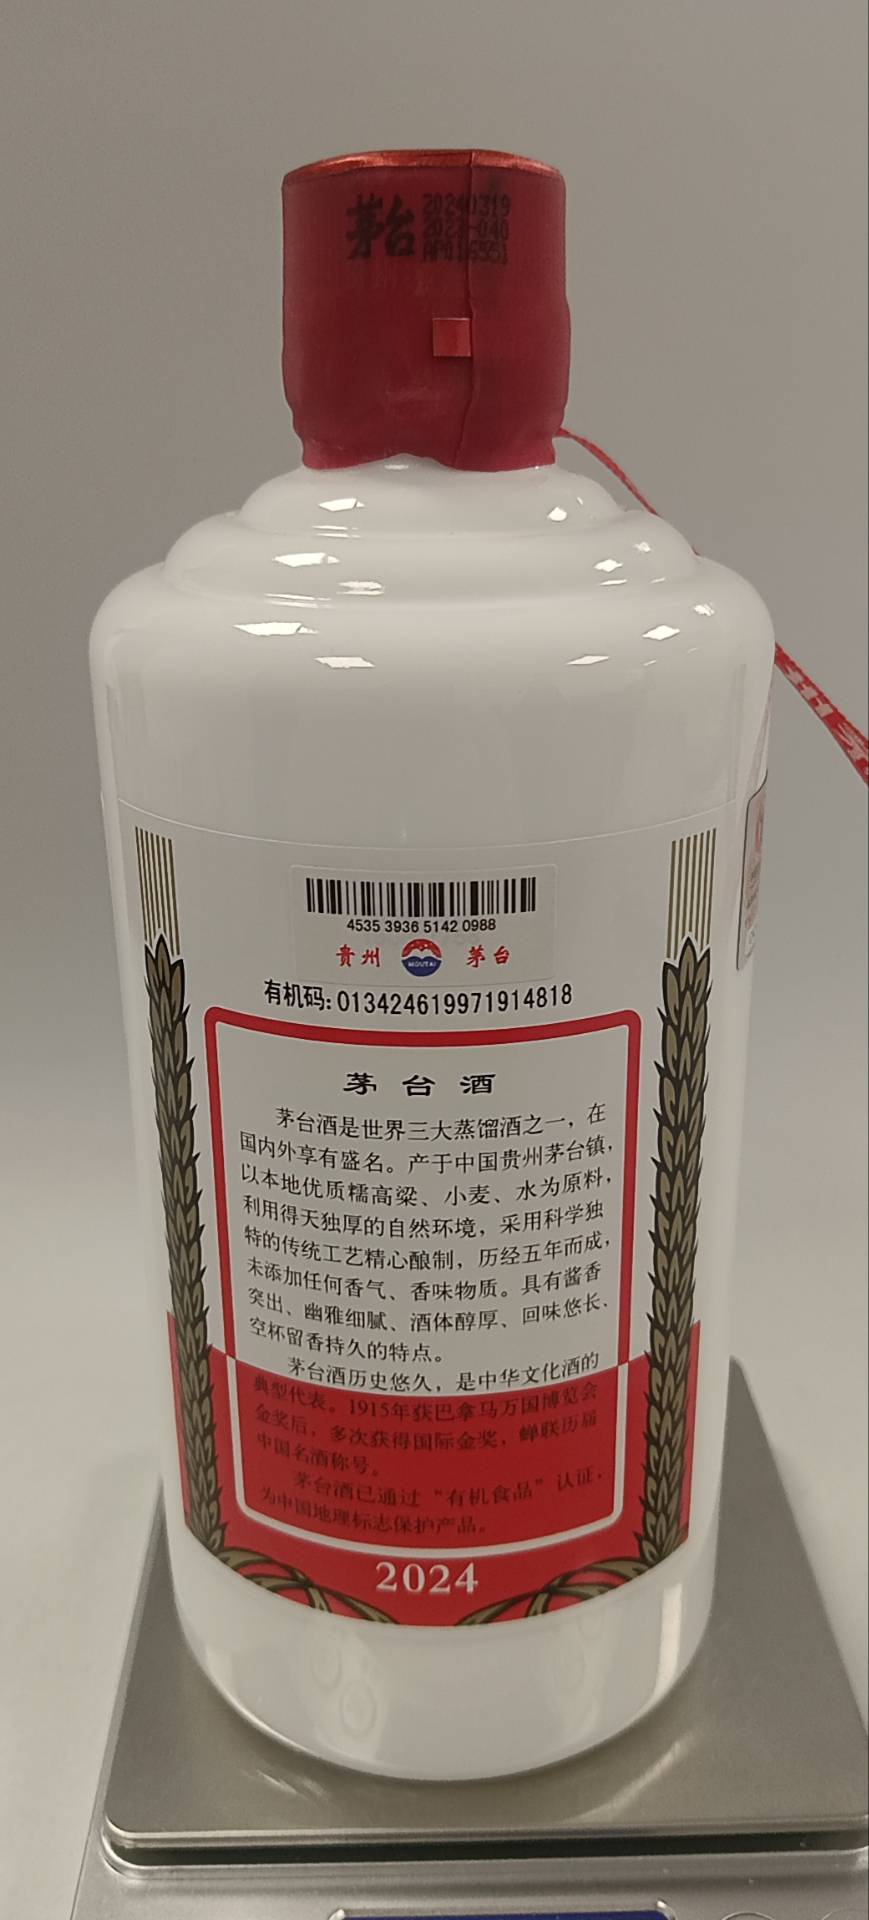 茅台
20240319
2023-040
AP016551
4535 3936 5142 0988
贵州 MOUTAI 茅台
有机码:013424619971914818
茅台酒
茅台酒是世界三大蒸馏酒之一,在
国内外享有盛名。产于中国贵州茅台镇,
以本地优质糯高粱、小麦、水为原料,
利用得天独厚的自然环境,采用科学独
特的传统工艺精心酿制,历经五年而成,
未添加任何香气、香味物质。具有酱香
突出、幽雅细腻、酒体醇厚、回味悠长、
空杯留香持久的特点。
茅台酒历史悠久,是中华文化酒的
典型代表。1915年获巴拿马万国博览会
金奖后,多次获得国际金奖,蝉联历届
中国名酒称号。
茅台酒已通过“有机食品”认证,
为中国地理标志保护产品。
2024